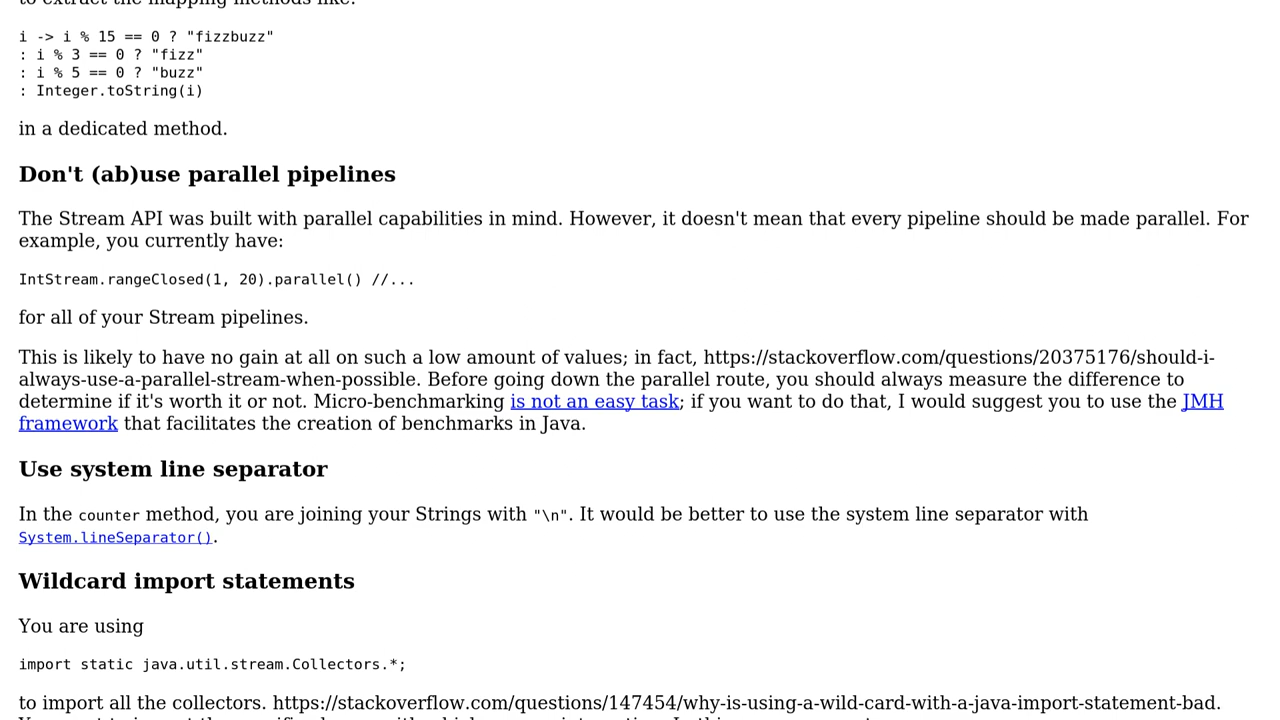 to extract the mapping methods like:
i -> i % 15 == 0 ? "fizzbuzz"
: i % 3 == 0 ? "fizz"
: i % 5 == 0 ? "buzz"
: Integer.toString(i)
in a dedicated method.
Don't (ab)use parallel pipelines
The Stream API was built with parallel capabilities in mind. However, it doesn't mean that every pipeline should be made parallel. For
example, you currently have:
IntStream.rangeClosed(1, 20).parallel() //...
for all of your Stream pipelines.
This is likely to have no gain at all on such a low amount of values; in fact, https://stackoverflow.com/questions/20375176/should-i-
always-use-a-parallel-stream-when-possible. Before going down the parallel route, you should always measure the difference to
determine if it's worth it or not. Micro-benchmarking is not an easy task; if you want to do that, I would suggest you to use the JMH
framework that facilitates the creation of benchmarks in Java.
Use system line separator
In the counter method, you are joining your Strings with "\n". It would be better to use the system line separator with
System.lineSeparator().
Wildcard import statements
You are using
import static java.util.stream.Collectors.*;
to import all the collectors. https://stackoverflow.com/questions/147454/why-is-using-a-wild-card-with-a-java-import-statement-bad.